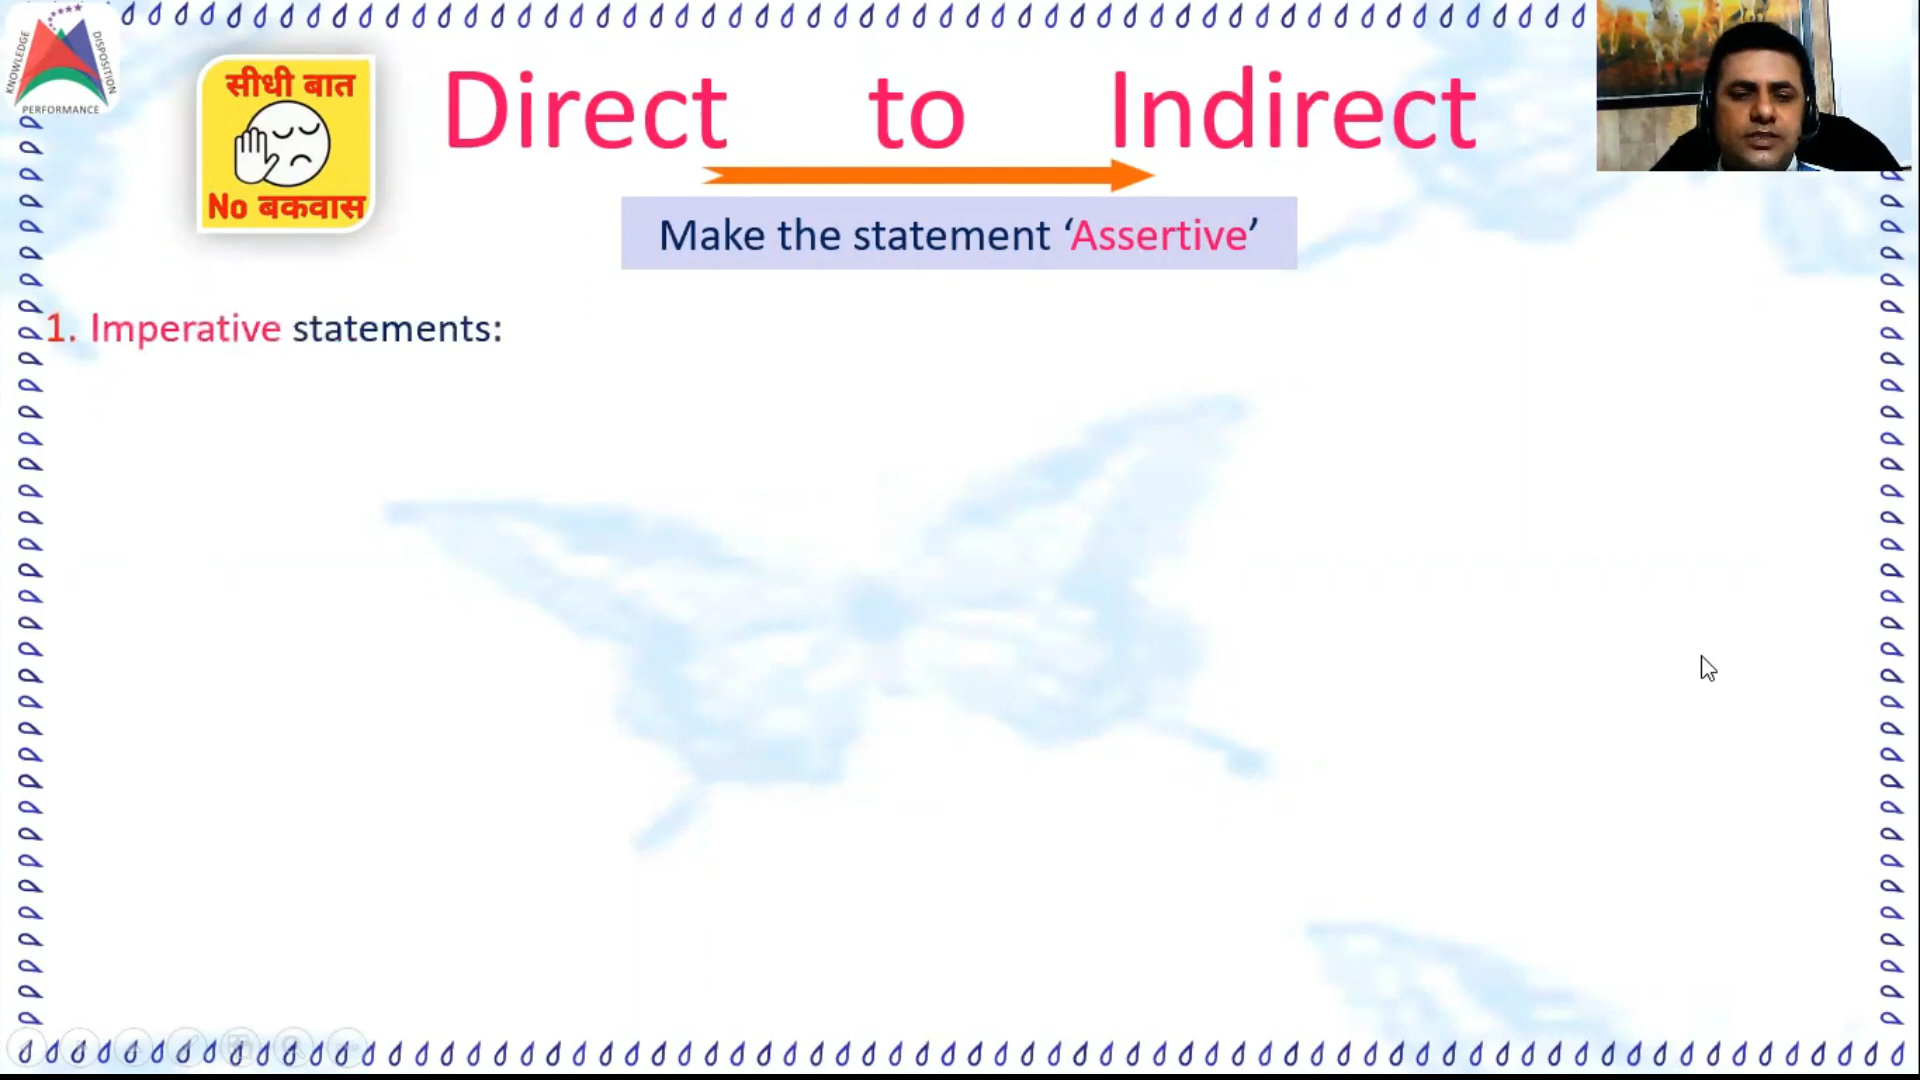 KNOWLEDGE
DISPOSITION
PERFORMANCE
सीधी बात
No बकवास
Direct to Indirect
Make the statement ‘Assertive’
1. Imperative statements: